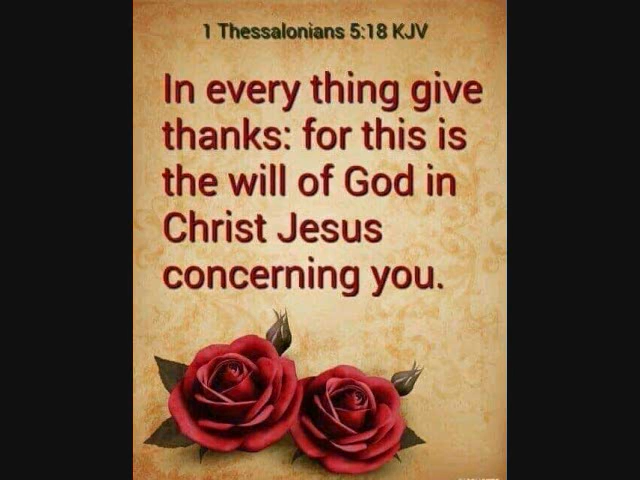 1 Thessalonians 5:18 KJV
In every thing give
thanks: for this is
the will of God in
Christ Jesus
concerning you.